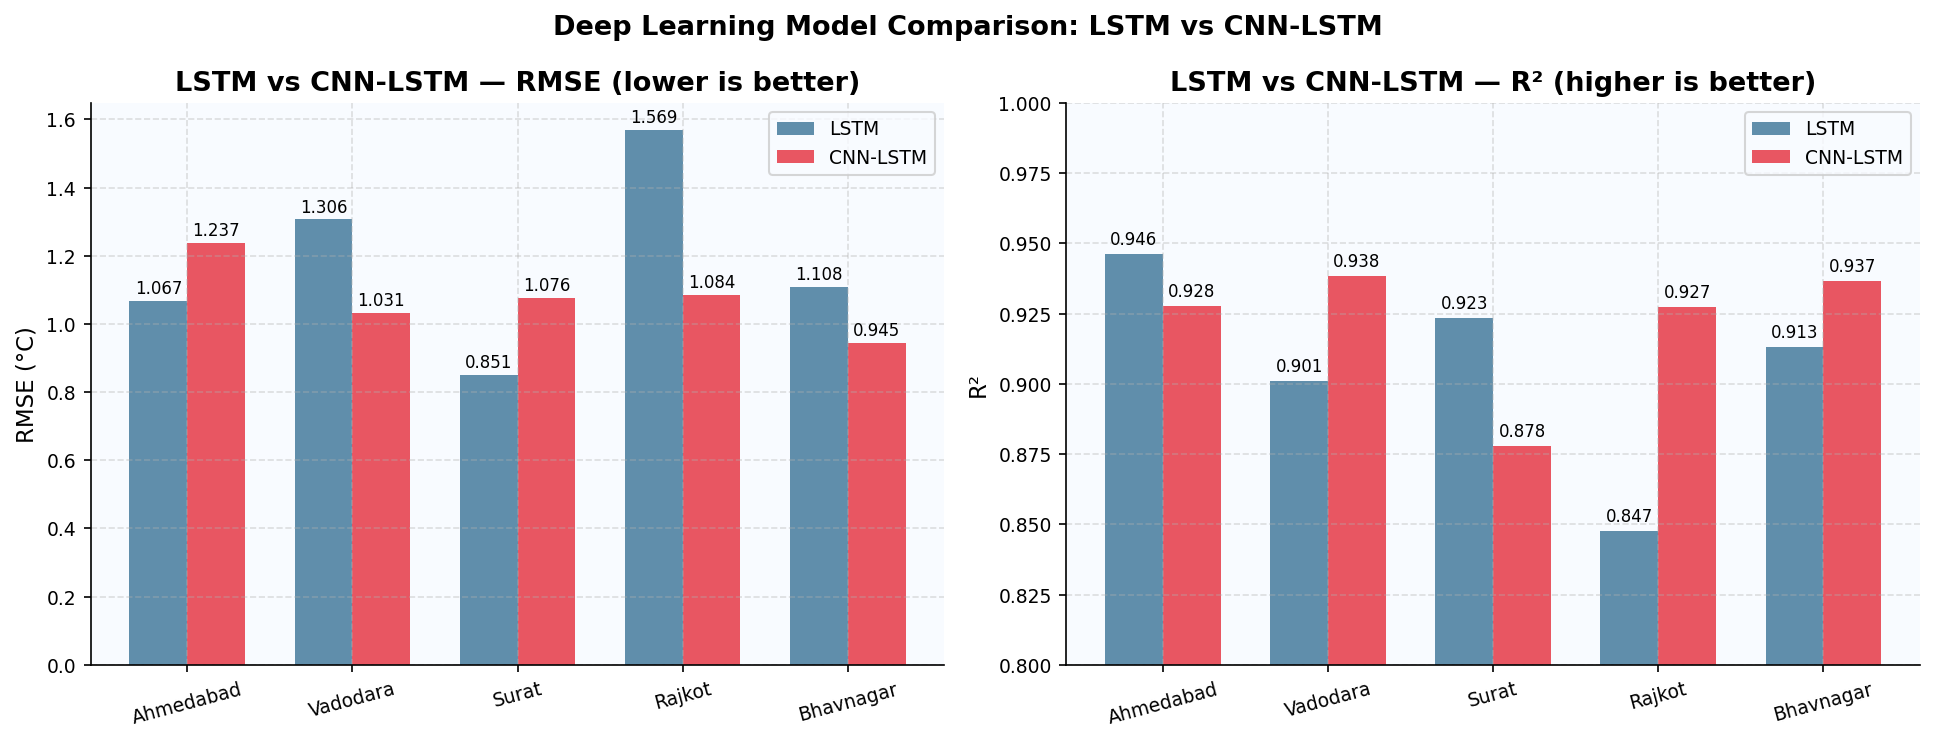 Deep Learning Model Comparison: LSTM vs CNN-LSTM
LSTM vs CNN-LSTM — RMSE (lower is better)
RMSE (°C)
1.6
1.4
1.2
1.0
0.8
0.6
0.4
0.2
0.0
LSTM
CNN-LSTM
1.067
1.237
1.306
1.031
0.851
1.076
1.569
1.084
1.108
0.945
Ahmedabad
Vadodara
Surat
Rajkot
Bhavnagar
LSTM vs CNN-LSTM — R² (higher is better)
R²
1.000
0.975
0.950
0.925
0.900
0.875
0.850
0.825
0.800
LSTM
CNN-LSTM
0.946
0.928
0.901
0.938
0.923
0.878
0.847
0.927
0.913
0.937
Ahmedabad
Vadodara
Surat
Rajkot
Bhavnagar